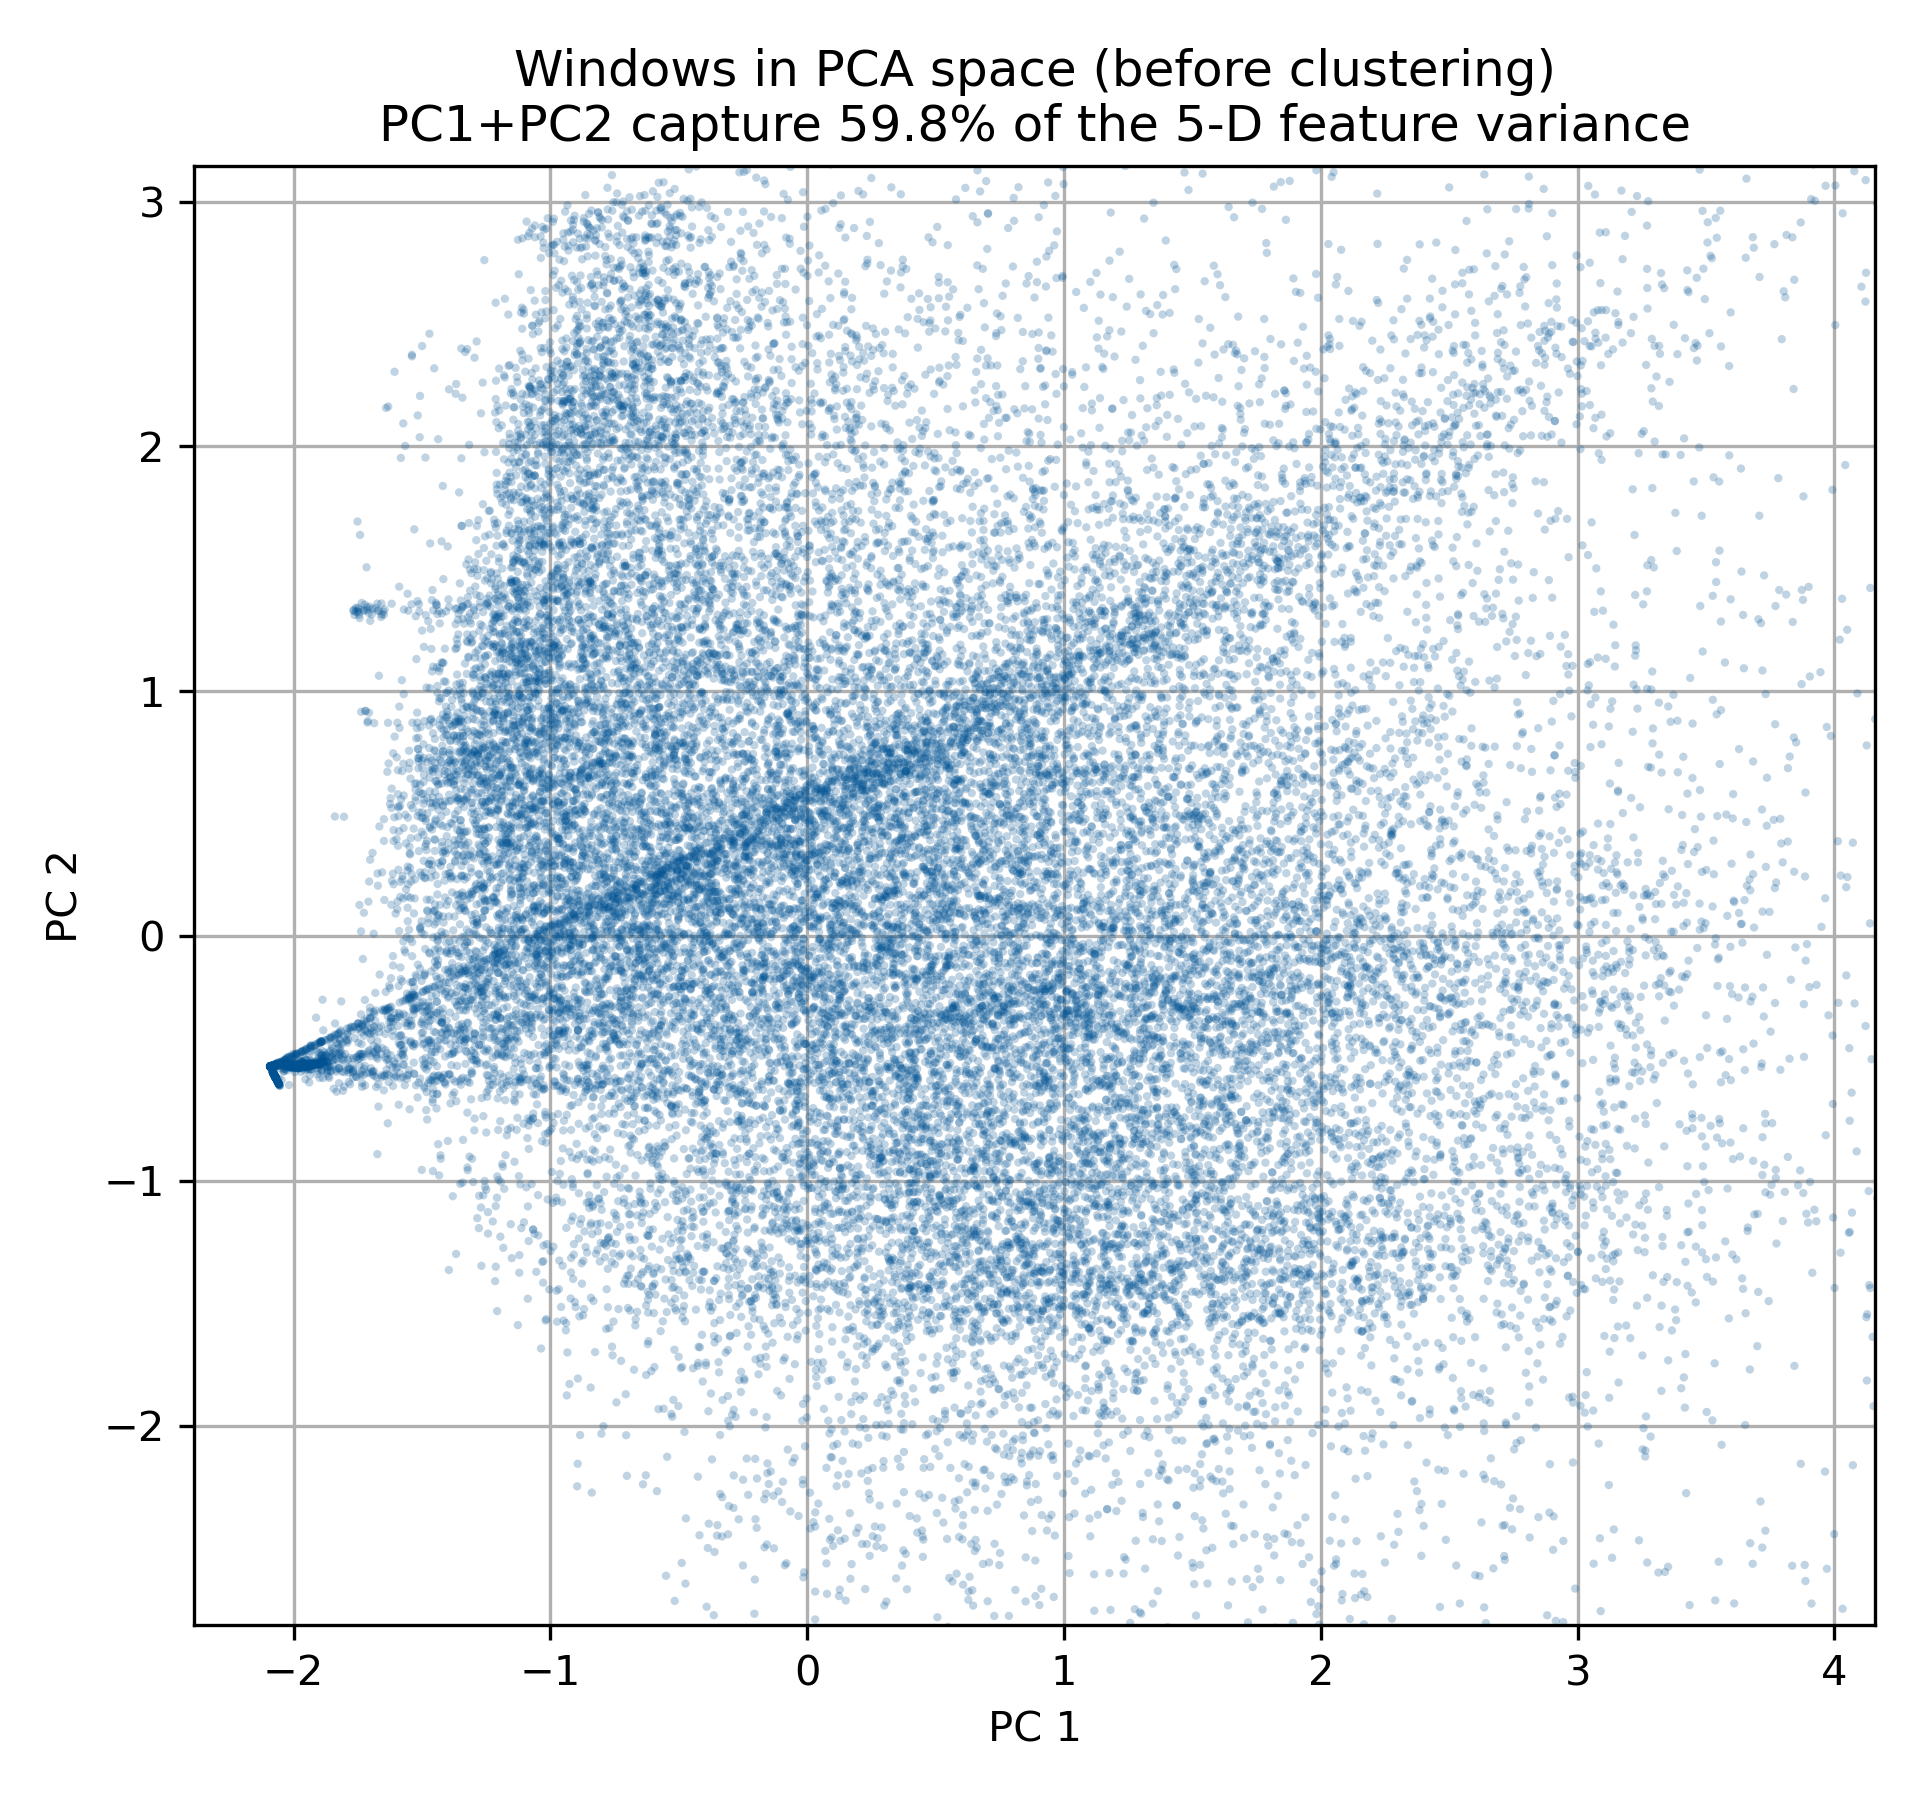 Windows in PCA space (before clustering)
PC1+PC2 capture 59.8% of the 5-D feature variance
3
2
1
0
−1
−2
PC 2
−2 −1 0 1 2 3 4
PC 1